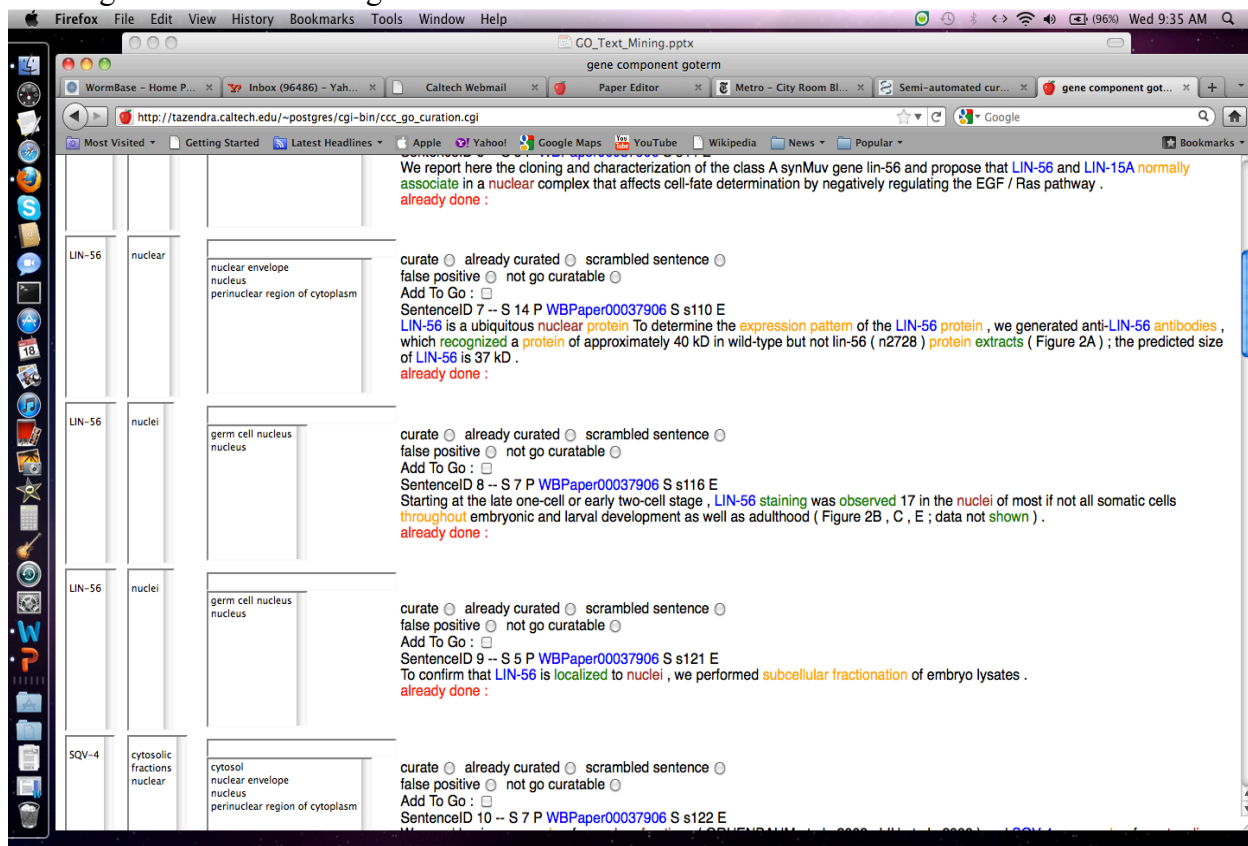 Firefox File Edit View History Bookmarks Tools Window Help (96%) Wed 9:35 AM
GO_Text_Mining.pptx
gene component goterm
WormBase – Home P... Inbox (96486) – Yah... Caltech Webmail Paper Editor Metro – City Room Bl... Semi-automated cur... gene component got...
http://tazendra.caltech.edu/~postgres/cgi-bin/ccc_go_curation.cgi Google
Most Visited Getting Started Latest Headlines Apple Yahoo! Google Maps YouTube Wikipedia News Popular Bookmarks
We report here the cloning and characterization of the class A synMuv gene lin-56 and propose that LIN-56 and LIN-15A normally
associate in a nuclear complex that affects cell-fate determination by negatively regulating the EGF / Ras pathway .
already done :
LIN-56 nuclear
nuclear envelope
nucleus
perinuclear region of cytoplasm
curate already curated scrambled sentence
false positive not go curatable
Add To Go :
SentenceID 7 -- S 14 P WBPaper00037906 S s110 E
LIN-56 is a ubiquitous nuclear protein To determine the expression pattern of the LIN-56 protein , we generated anti-LIN-56 antibodies ,
which recognized a protein of approximately 40 kD in wild-type but not lin-56 ( n2728 ) protein extracts ( Figure 2A ) ; the predicted size
of LIN-56 is 37 kD .
already done :
LIN-56 nuclei
germ cell nucleus
nucleus
curate already curated scrambled sentence
false positive not go curatable
Add To Go :
SentenceID 8 -- S 7 P WBPaper00037906 S s116 E
Starting at the late one-cell or early two-cell stage , LIN-56 staining was observed 17 in the nuclei of most if not all somatic cells
throughout embryonic and larval development as well as adulthood ( Figure 2B , C , E ; data not shown ) .
already done :
LIN-56 nuclei
germ cell nucleus
nucleus
curate already curated scrambled sentence
false positive not go curatable
Add To Go :
SentenceID 9 -- S 5 P WBPaper00037906 S s121 E
To confirm that LIN-56 is localized to nuclei , we performed subcellular fractionation of embryo lysates .
already done :
SQV-4 cytosolic
fractions
nuclear
cytosol
nuclear envelope
nucleus
perinuclear region of cytoplasm
curate already curated scrambled sentence
false positive not go curatable
Add To Go :
SentenceID 10 -- S 7 P WBPaper00037906 S s122 E